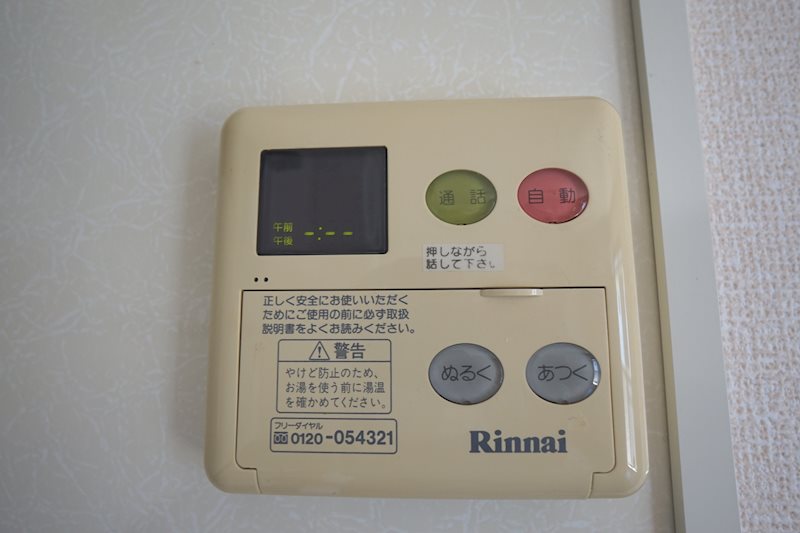 通話
自動
午前
午後
-:--
押しながら
話して下さい
正しく安全にお使いいただく
ためにご使用の前に必ず取扱
説明書をよくお読みください。
警告
やけど防止のため、
お湯を使う前に湯温
を確かめてください。
フリーダイヤル
0120-054321
ぬるく
あつく
Rinnai